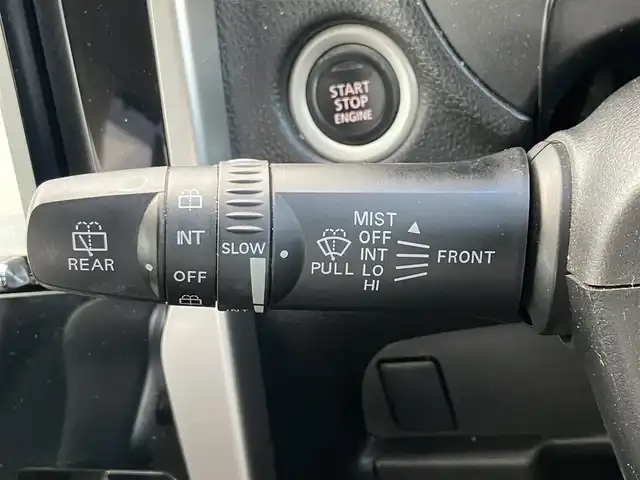 START
STOP
ENGINE
REAR
INT
OFF
SLOW
MIST
OFF
INT
LO
HI
PULL
FRONT